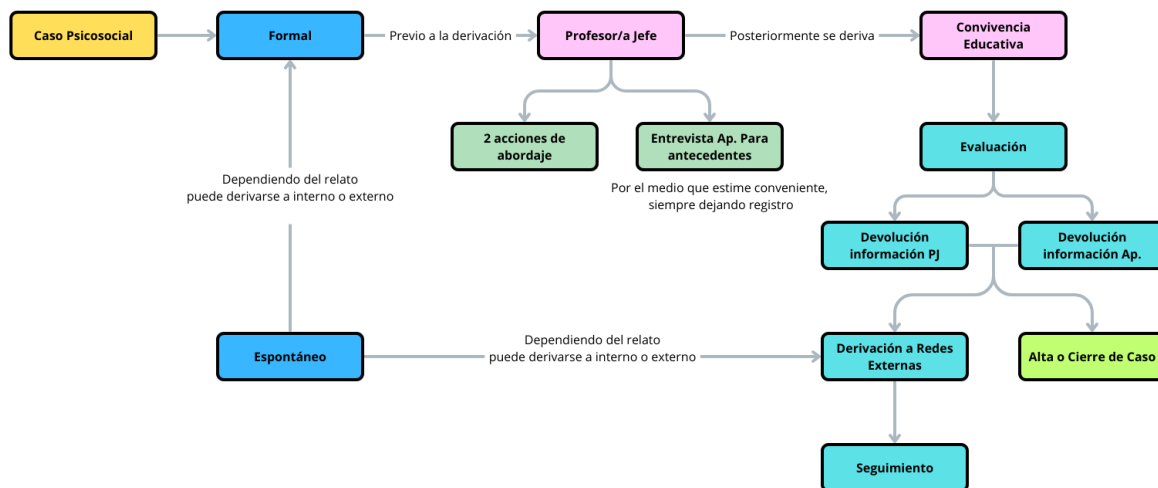 Caso Psicosocial
Formal
Previo a la derivación
Profesor/a Jefe
Posteriormente se deriva
Convivencia
Educativa
2 acciones de
abordaje
Entrevista Ap. Para
antecedentes
Evaluación
Dependiendo del relato
puede derivarse a interno o externo
Por el medio que estime conveniente,
siempre dejando registro
Devolución
información PJ
Devolución
información Ap.
Espontáneo
Dependiendo del relato
puede derivarse a interno o externo
Derivación a Redes
Externas
Alta o Cierre de Caso
Seguimiento